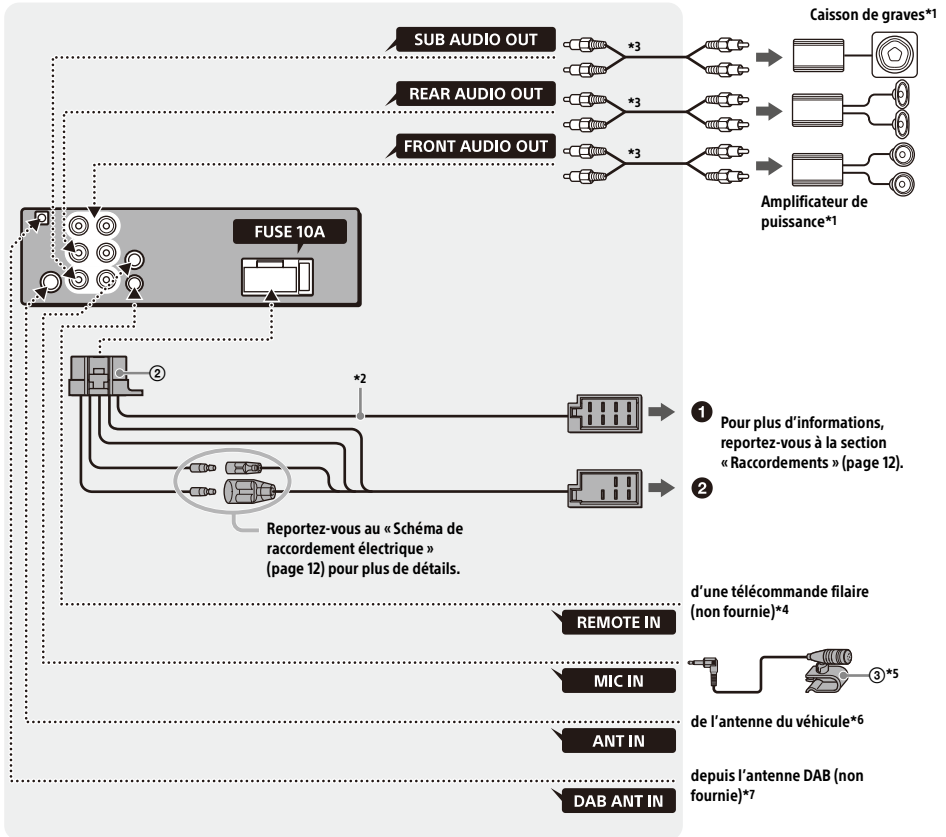 Caisson de graves*1
SUB AUDIO OUT
*3
REAR AUDIO OUT
*3
FRONT AUDIO OUT
*3
Amplificateur de
puissance*1
FUSE 10A
②
*2
❶
Pour plus d'informations,
reportez-vous à la section
« Raccordements » (page 12).
❷
Reportez-vous au « Schéma de
raccordement électrique »
(page 12) pour plus de détails.
d'une télécommande filaire
(non fournie)*4
REMOTE IN
MIC IN
③*5
de l'antenne du véhicule*6
ANT IN
depuis l'antenne DAB (non
fournie)*7
DAB ANT IN